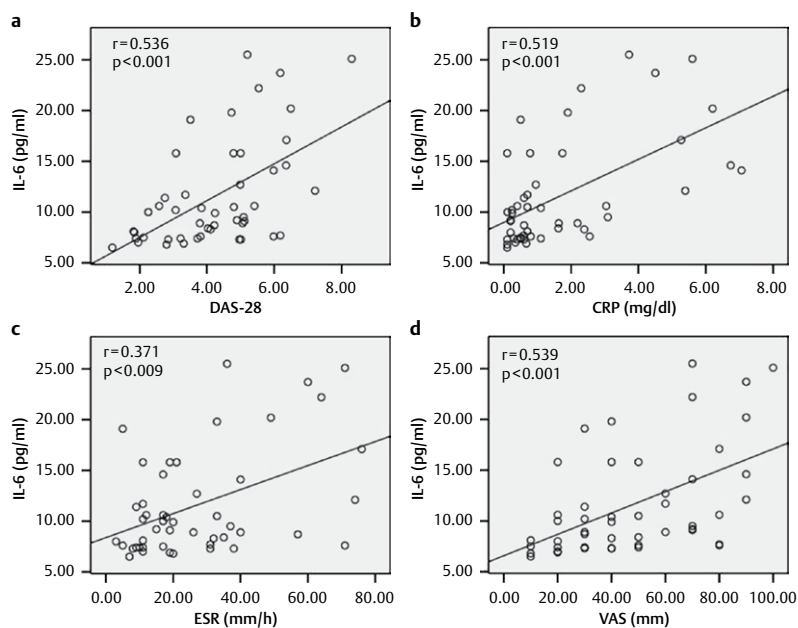 a
r=0.536
p<0.001
25.00
20.00
15.00
10.00
5.00
IL-6 (pg/ml)
2.00 4.00 6.00 8.00
DAS-28
b
r=0.519
p<0.001
25.00
20.00
15.00
10.00
5.00
IL-6 (pg/ml)
0.00 2.00 4.00 6.00 8.00
CRP (mg/dl)
c
r=0.371
p<0.009
25.00
20.00
15.00
10.00
5.00
IL-6 (pg/ml)
0.00 20.00 40.00 60.00 80.00
ESR (mm/h)
d
r=0.539
p<0.001
25.00
20.00
15.00
10.00
5.00
IL-6 (pg/ml)
0.00 20.00 40.00 60.00 80.00 100.00
VAS (mm)